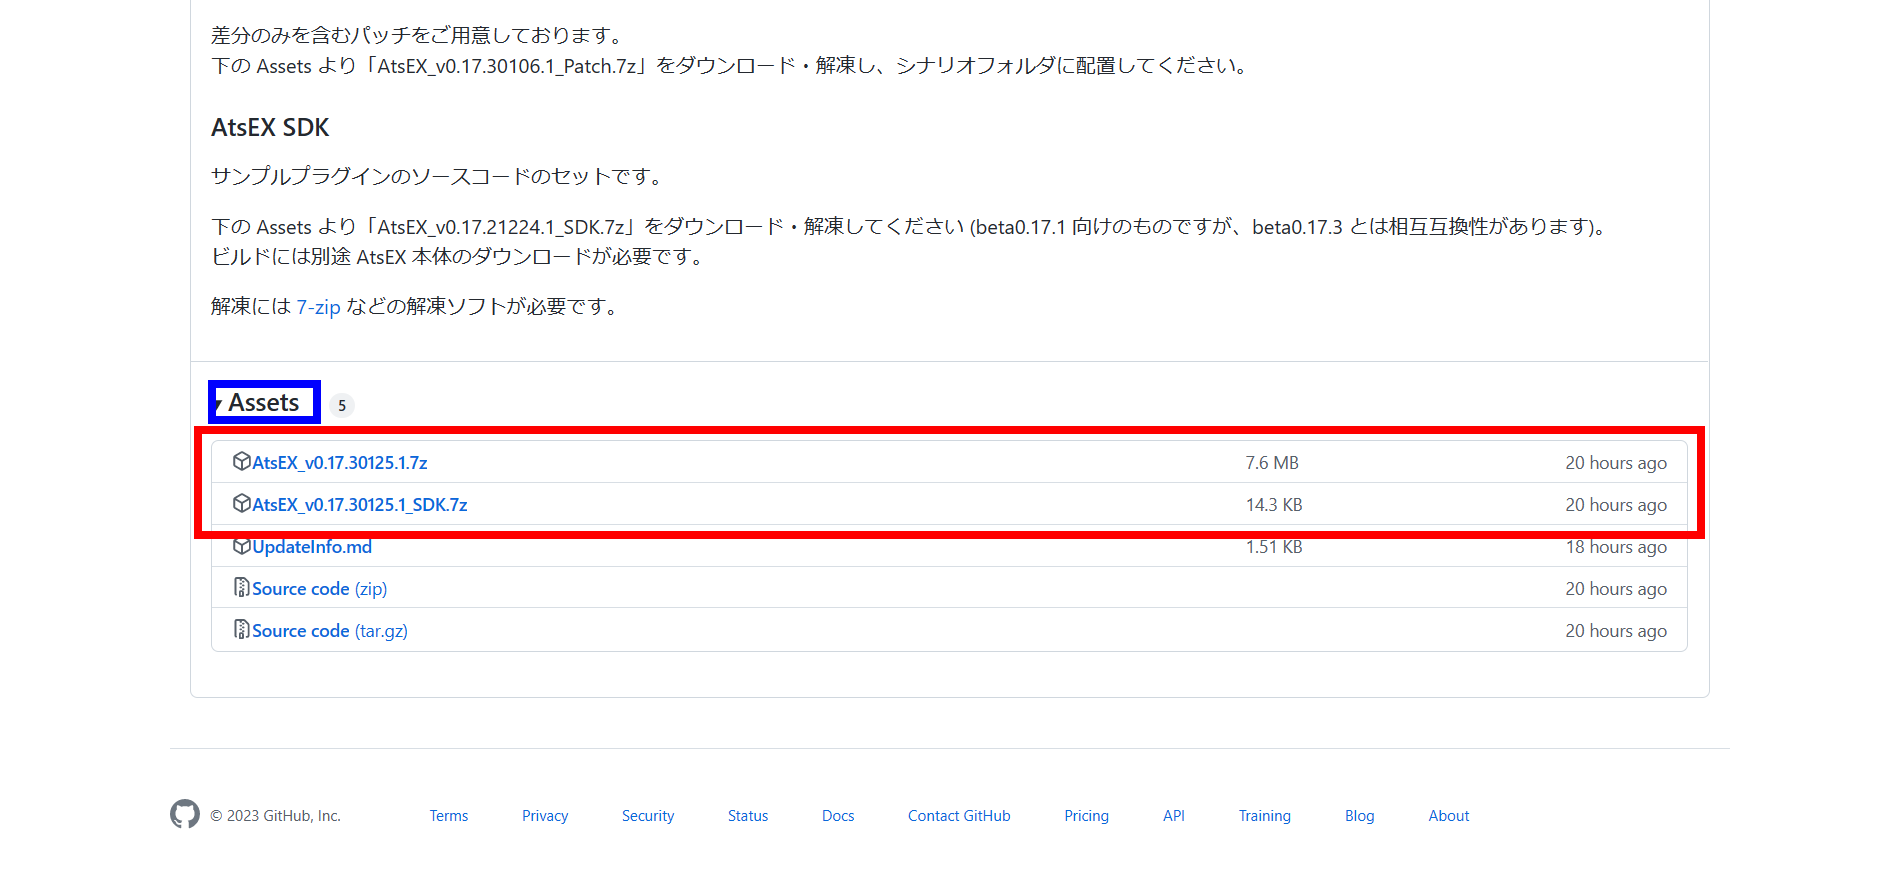 差分のみを含むパッチをご用意しております。
下の Assets より「AtsEX_v0.17.30106.1_Patch.7z」をダウンロード・解凍し、シナリオフォルダに配置してください。
AtsEX SDK
サンプルプラグインのソースコードのセットです。
下の Assets より「AtsEX_v0.17.21224.1_SDK.7z」をダウンロード・解凍してください (beta0.17.1 向けのものですが、beta0.17.3 とは相互互換性があります)。
ビルドには別途 AtsEX 本体のダウンロードが必要です。
解凍には 7-zip などの解凍ソフトが必要です。
Assets 5
AtsEX_v0.17.30125.1.7z 7.6 MB 20 hours ago
AtsEX_v0.17.30125.1_SDK.7z 14.3 KB 20 hours ago
UpdateInfo.md 1.51 KB 18 hours ago
Source code (zip) 20 hours ago
Source code (tar.gz) 20 hours ago
© 2023 GitHub, Inc. Terms Privacy Security Status Docs Contact GitHub Pricing API Training Blog About